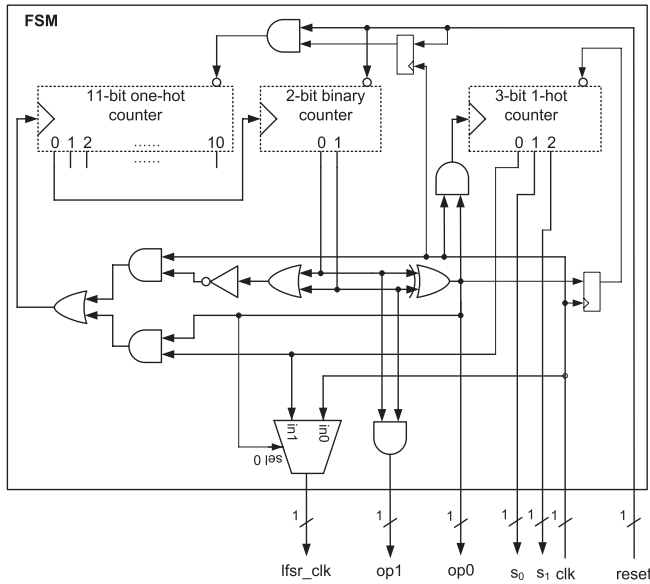 FSM
11-bit one-hot
counter
0 1 2 ...... 10
......
2-bit binary
counter
0 1
3-bit 1-hot
counter
0 1 2
in1 in0
sel 0
1 1 1 1 1 1 1
lfsr_clk op1 op0 s0 s1 clk reset